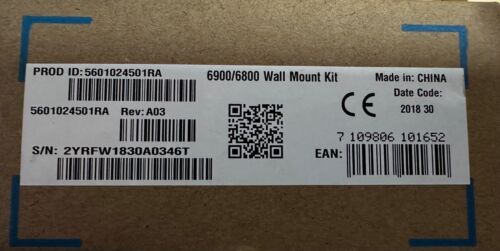 PROD ID: 5601024501RA
6900/6800 Wall Mount Kit
Made in: CHINA
Date Code:
2018 30
5601024501RA Rev: A03
CE
S/N: 2YRFW1830A0346T
EAN:
7 109806 101652